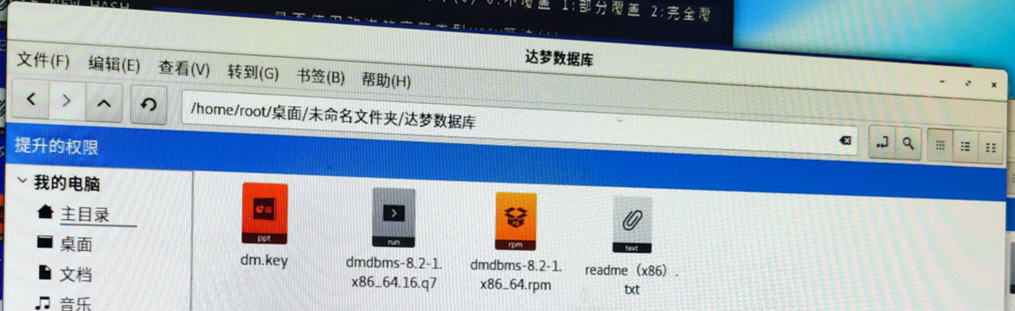 NEW HASH
0:不覆盖 1:部分覆盖 2:完全覆
达梦数据库
文件(F) 编辑(E) 查看(V) 转到(G) 书签(B) 帮助(H)
/home/root/桌面/未命名文件夹/达梦数据库
提升的权限
我的电脑
主目录
桌面
文档
音乐
ppt
dm.key
run
dmdbms-8.2-1.
x86_64.16.q7
rpm
dmdbms-8.2-1.
x86_64.rpm
text
readme（x86）.
txt